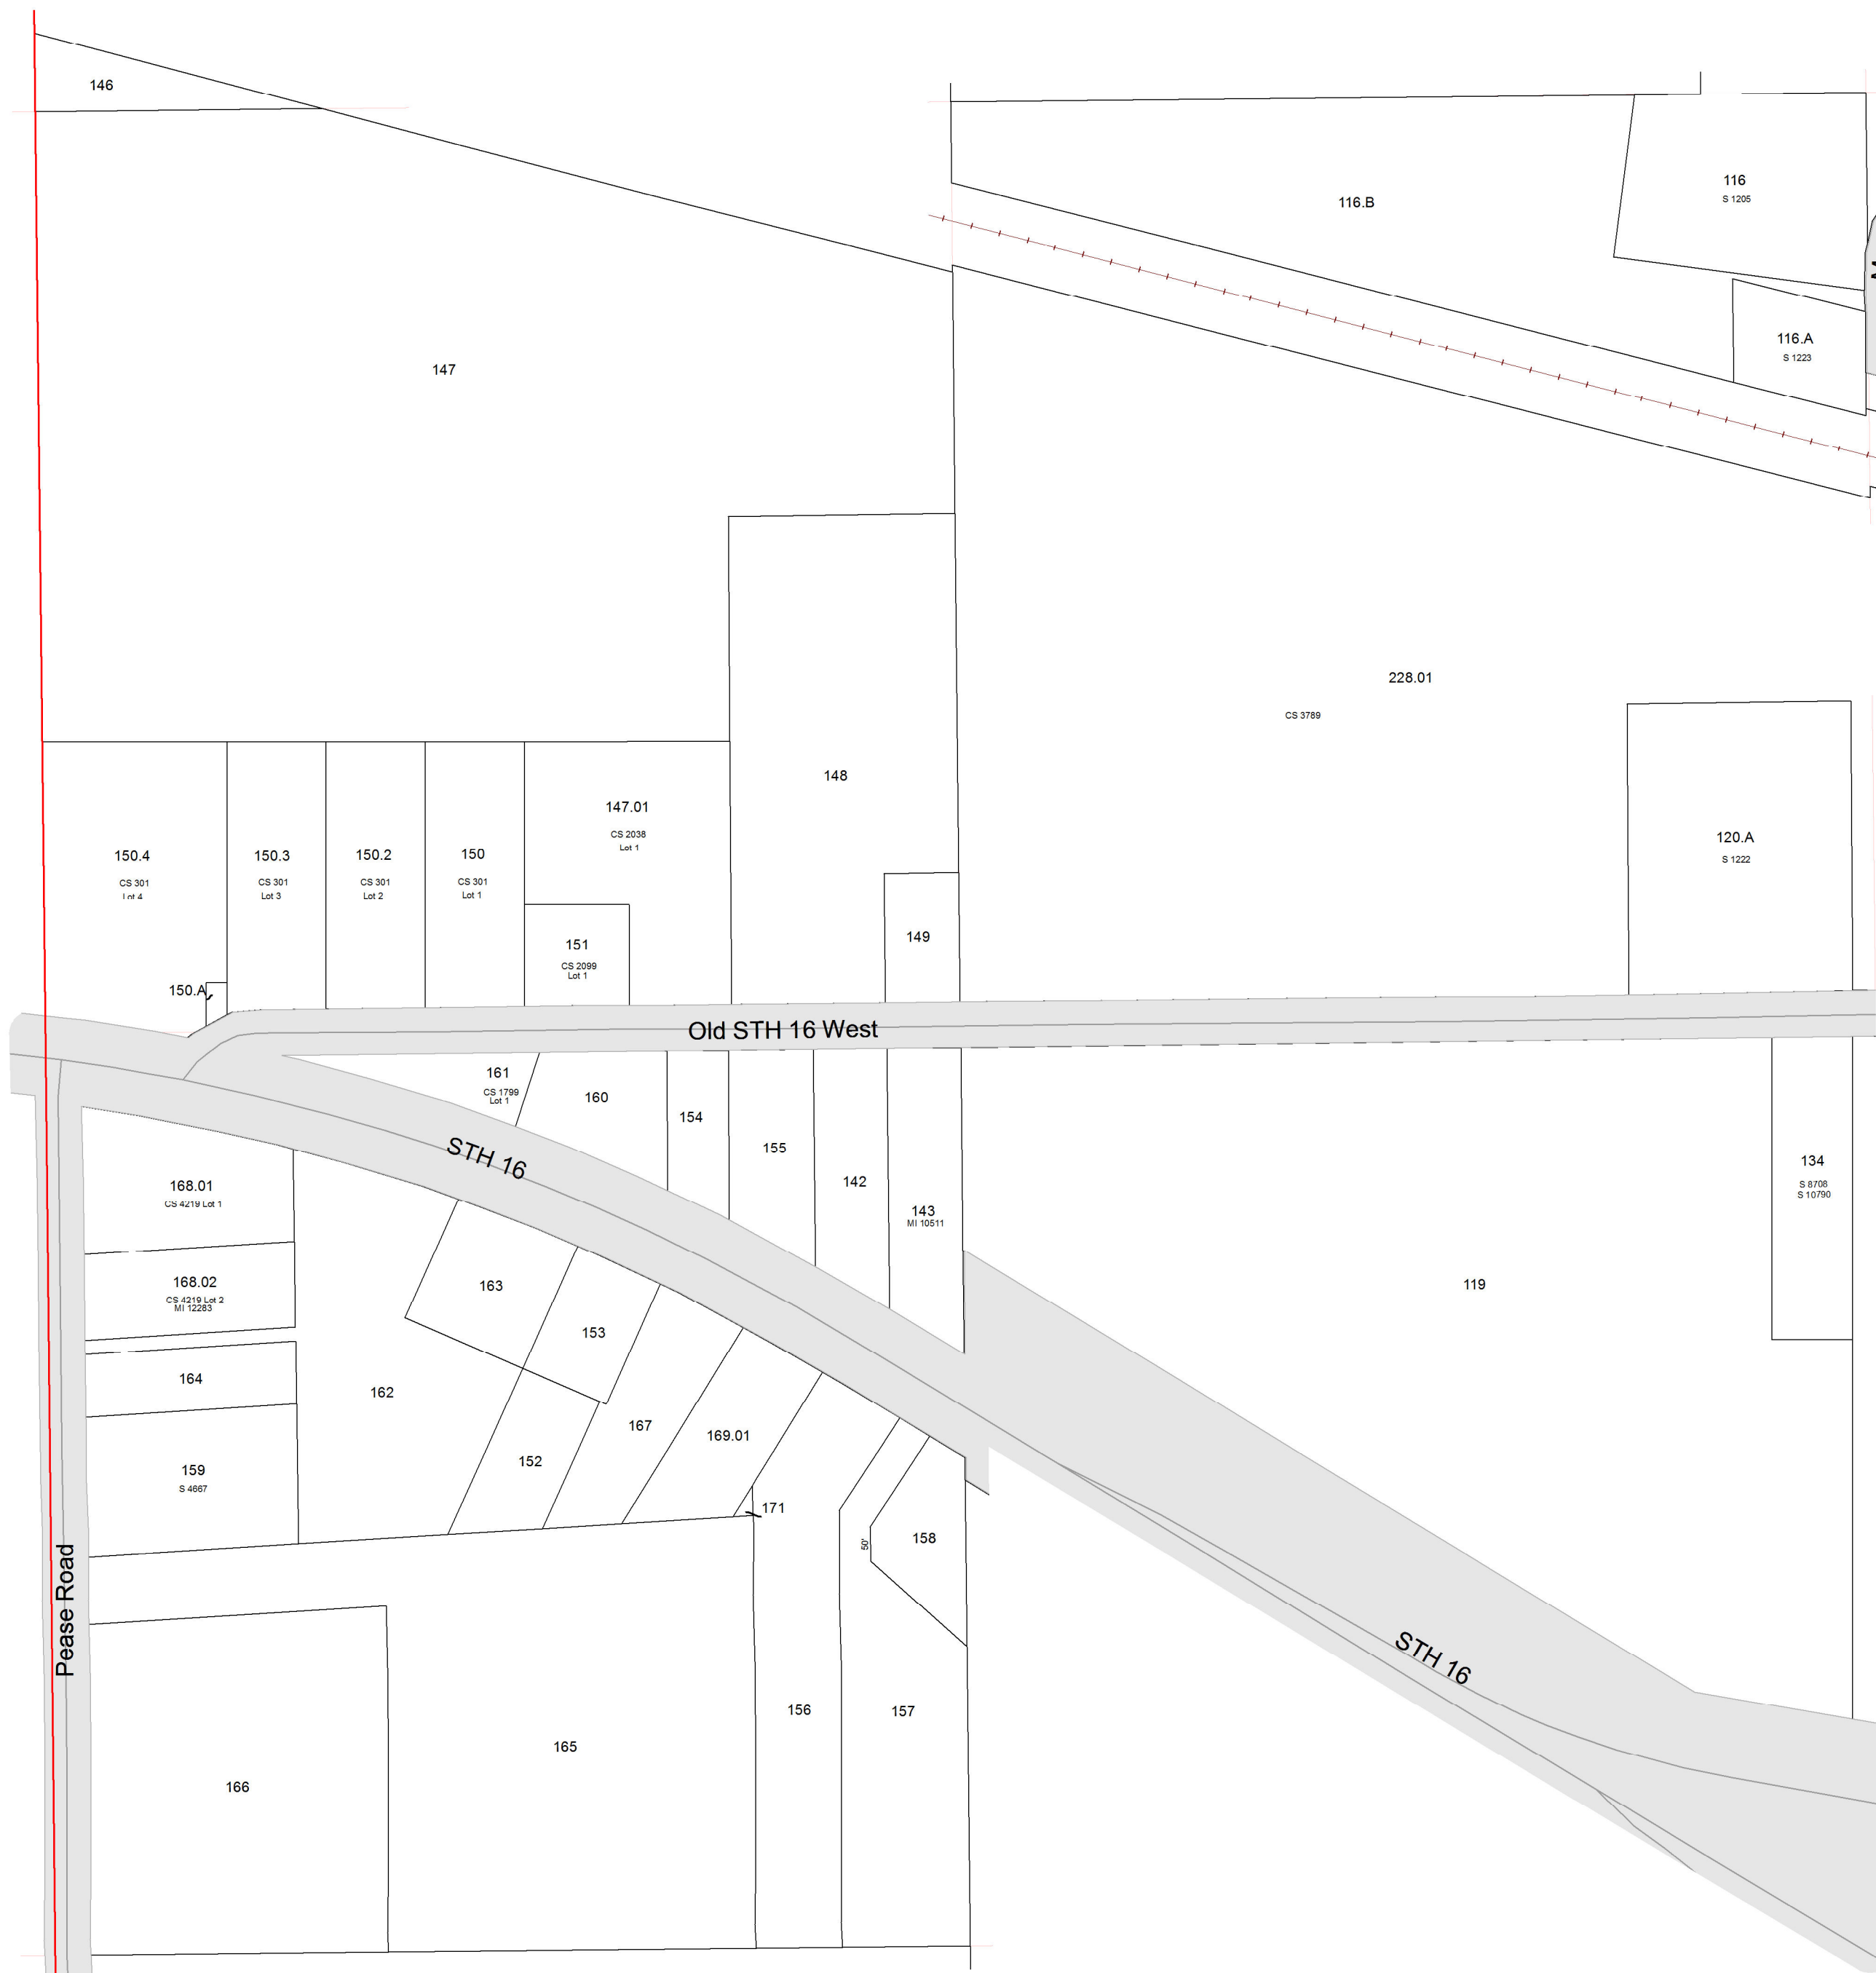 146
116
S 1205
116.B
116.A
S 1223
147
228.01
CS 3789
148
147.01
CS 2038
Lot 1
120.A
S 1222
150.4
CS 301
Lot 4
150.3
CS 301
Lot 3
150.2
CS 301
Lot 2
150
CS 301
Lot 1
151
CS 2099
Lot 1
149
150.A
Old STH 16 West
161
CS 1799
Lot 1
160
154
155
142
143
MI 10511
134
S 8708
S 10790
STH 16
168.01
CS 4219 Lot 1
168.02
CS 4219 Lot 2
MI 12283
163
153
119
164
162
167
169.01
152
159
S 4667
171
158
50'
Pease Road
STH 16
156
157
165
166